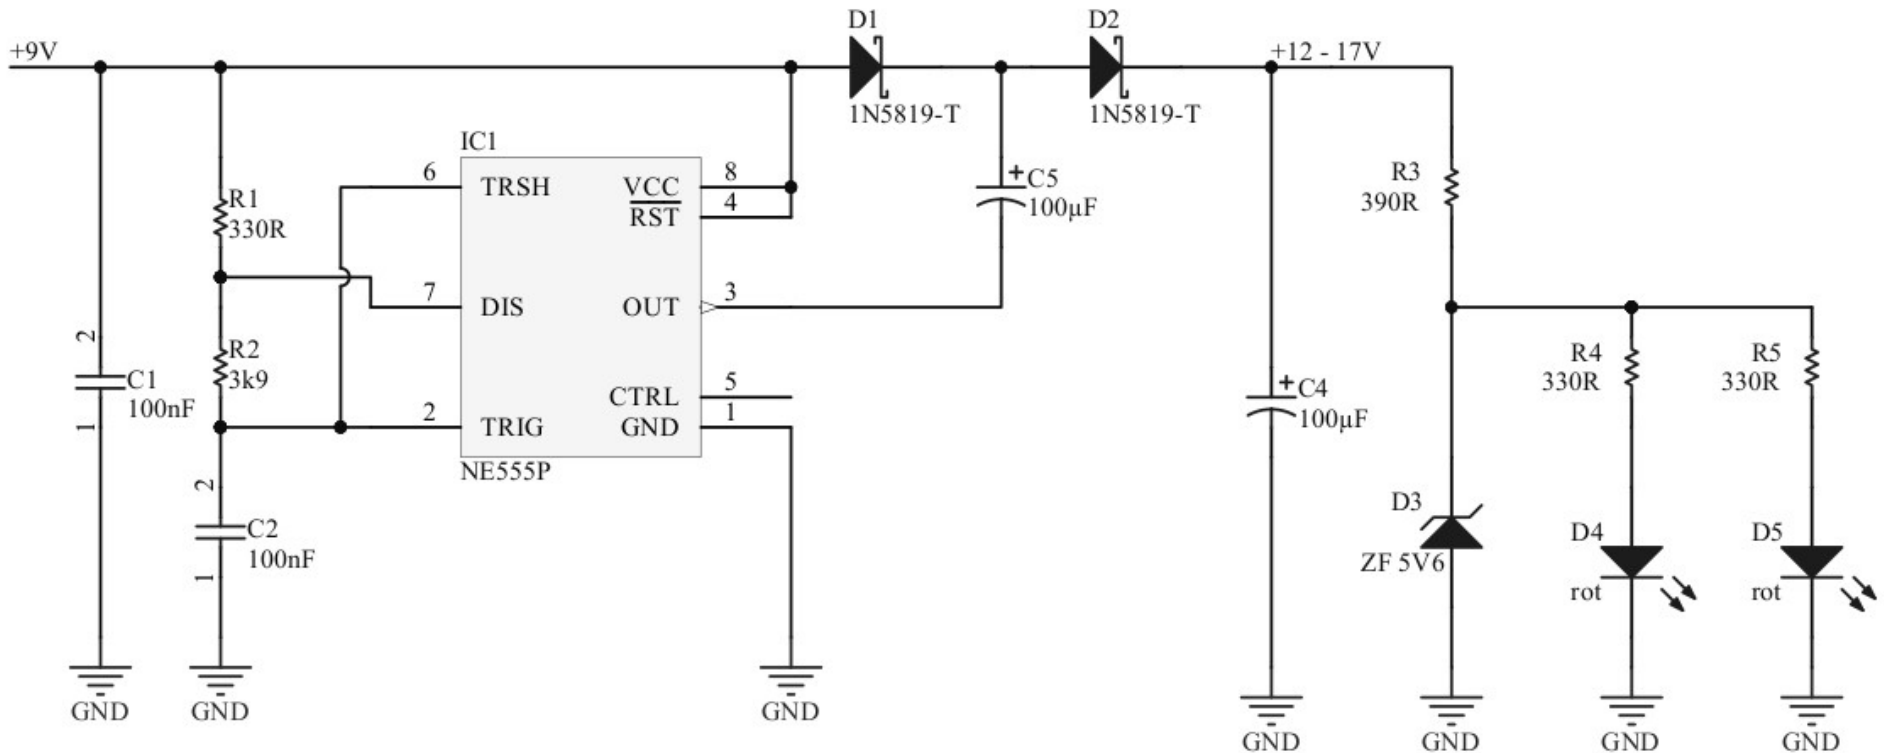 +9V
D1
1N5819-T
D2
1N5819-T
+12 - 17V
IC1
6 TRSH
VCC 8
RST 4
7 DIS
OUT 3
CTRL 5
2 TRIG
GND 1
NE555P
R1
330R
R2
3k9
2
C1
100nF
1
2
C2
100nF
1
+ C5
100µF
+ C4
100µF
R3
390R
R4
330R
R5
330R
D3
ZF 5V6
D4
rot
D5
rot
GND
GND
GND
GND
GND
GND
GND